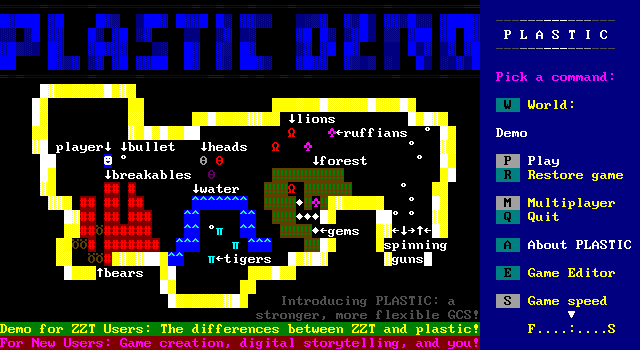 PLASTIC DEMO
PLASTIC
Pick a command:
W World:
Demo
P Play
R Restore game
M Multiplayer
Q Quit
A About PLASTIC
E Game Editor
S Game speed
F....:....S
↓lions
←ruffians
player↓ ↓bullet ↓heads
↓forest
↓breakables
↓water
←gems
←↓→↑←
spinning
guns
←tigers
↑bears
Introducing PLASTIC: a
stronger, more flexible GCS!
Demo for ZZT Users: The differences between ZZT and plastic!
For New Users: Game creation, digital storytelling, and you!